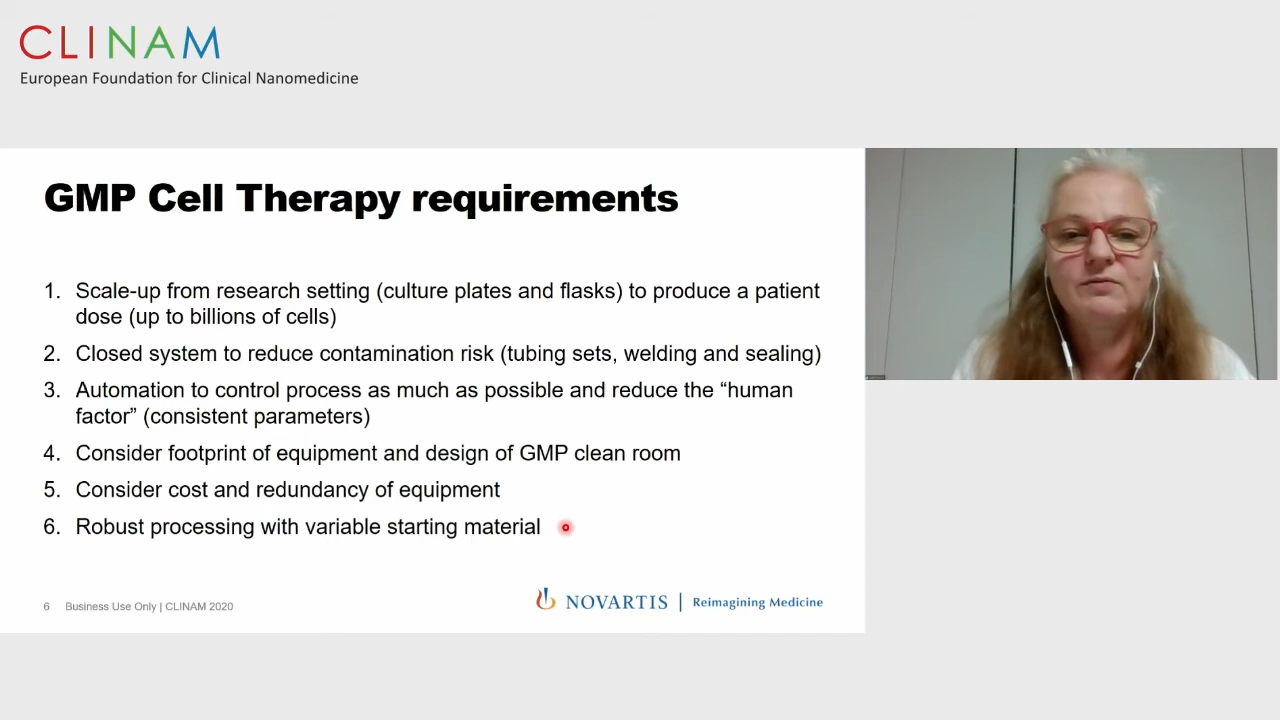 CLINAM
European Foundation for Clinical Nanomedicine
GMP Cell Therapy requirements
1. Scale-up from research setting (culture plates and flasks) to produce a patient
dose (up to billions of cells)
2. Closed system to reduce contamination risk (tubing sets, welding and sealing)
3. Automation to control process as much as possible and reduce the “human
factor” (consistent parameters)
4. Consider footprint of equipment and design of GMP clean room
5. Consider cost and redundancy of equipment
6. Robust processing with variable starting material
6 Business Use Only | CLINAM 2020
NOVARTIS | Reimagining Medicine